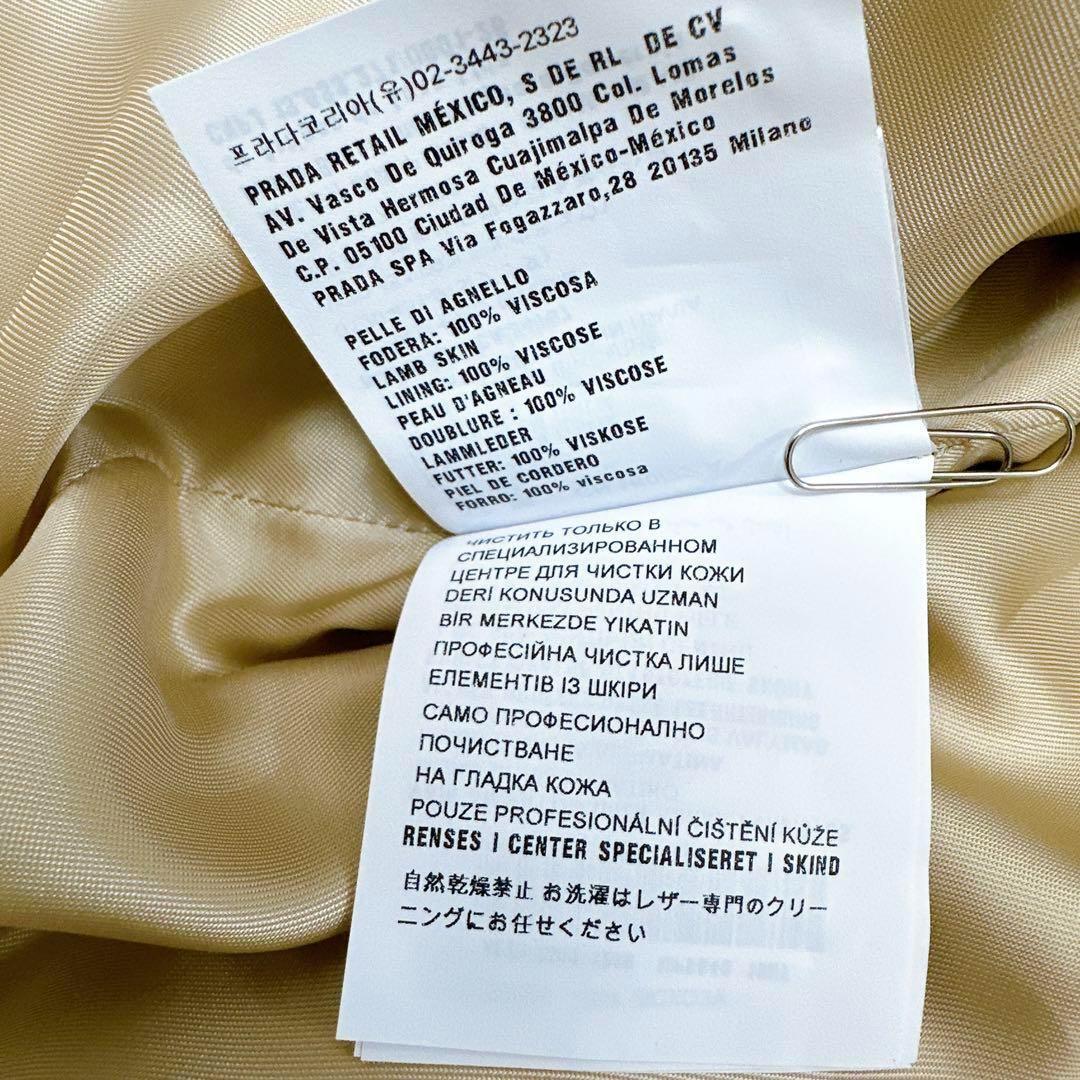 프라다코리아(유)02-3443-2323
PRADA RETAIL MÉXICO, S DE RL DE CV
AV. Vasco De Quiroga 3800 Col. Lomas
De Vista Hermosa Cuajimalpa De Morelos
C.P. 05100 Ciudad De México-México
PRADA SPA Via Fogazzaro,28 20135 Milano
PELLE DI AGNELLO
FODERA: 100% VISCOSA
LAMB SKIN
LINING: 100% VISCOSE
PEAU D'AGNEAU
DOUBLURE : 100% VISCOSE
LAMMLEDER
FUTTER: 100% VISKOSE
PIEL DE CORDERO
FORRO: 100% viscosa
ЧИСТИТЬ ТОЛЬКО В
СПЕЦИАЛИЗИРОВАННОМ
ЦЕНТРЕ ДЛЯ ЧИСТКИ КОЖИ
DERİ KONUSUNDA UZMAN
BİR MERKEZDE YIKATIN
ПРОФЕСІЙНА ЧИСТКА ЛИШЕ
ЕЛЕМЕНТІВ ІЗ ШКІРИ
САМО ПРОФЕСИОНАЛНО
ПОЧИСТВАНЕ
НА ГЛАДКА КОЖА
POUZE PROFESIONÁLNÍ ČIŠTĚNÍ KŮŽE
RENSES I CENTER SPECIALISERET I SKIND
自然乾燥禁止 お洗濯はレザー専門のクリー
ニングにお任せください